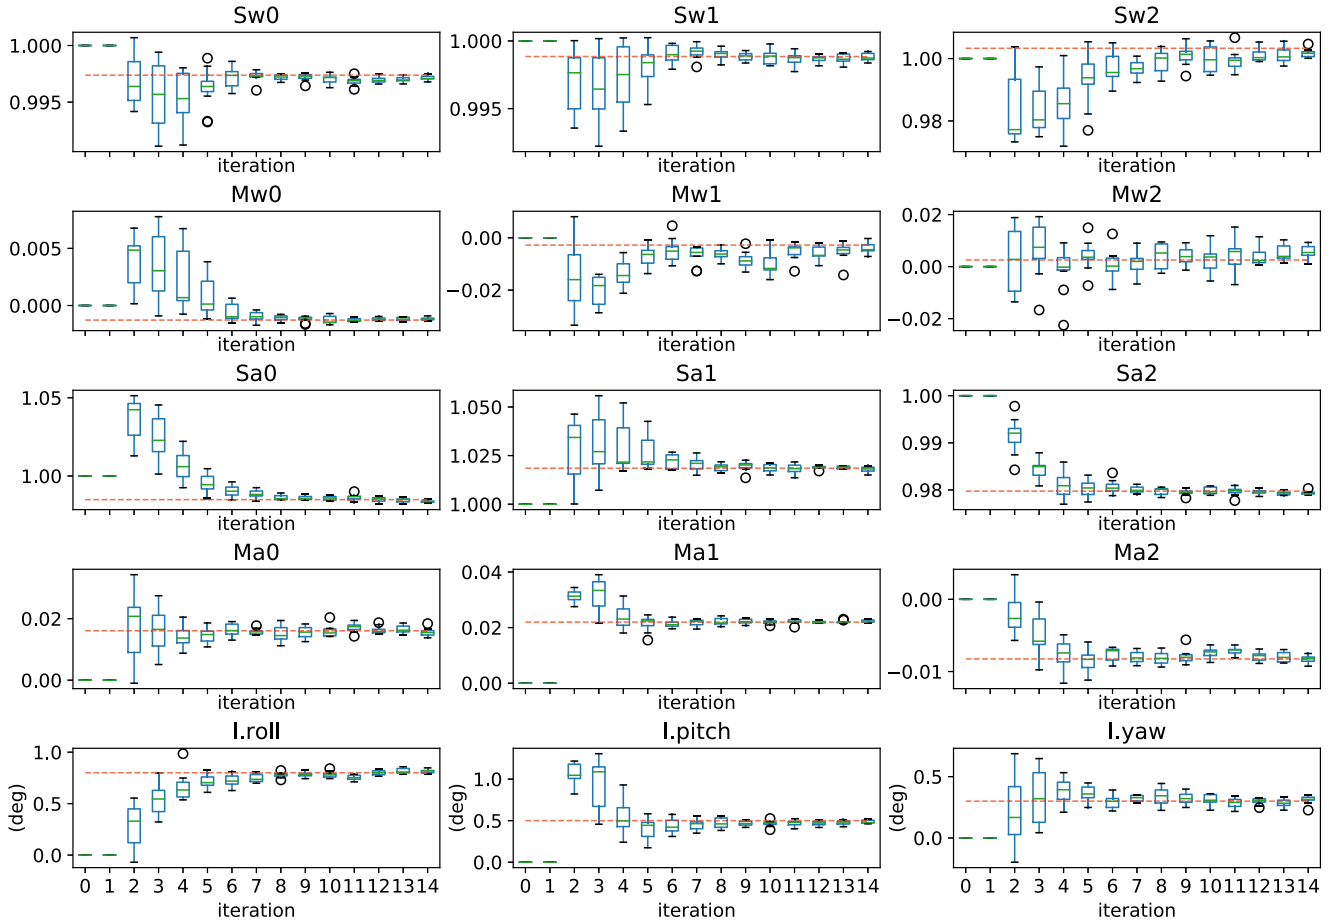 Sw0 Sw1 Sw2
1.000 1.000 1.00
0.995 0.995 0.98
iteration iteration iteration
Mw0 Mw1 Mw2
0.005 0.00 0.02
0.000 −0.02 0.00
−0.02
iteration iteration iteration
Sa0 Sa1 Sa2
1.05 1.050 1.00
1.00 1.025 0.99
1.000 0.98
iteration iteration iteration
Ma0 Ma1 Ma2
0.02 0.04 0.00
0.00 0.02 −0.01
0.00
iteration iteration iteration
I.roll I.pitch I.yaw
1.0 1.0 0.5
0.5 0.5 0.0
0.0 0.0
(deg) (deg) (deg)
0 1 2 3 4 5 6 7 8 9 10 11 12 13 14 0 1 2 3 4 5 6 7 8 9 10 11 12 13 14 0 1 2 3 4 5 6 7 8 9 10 11 12 13 14
iteration iteration iteration